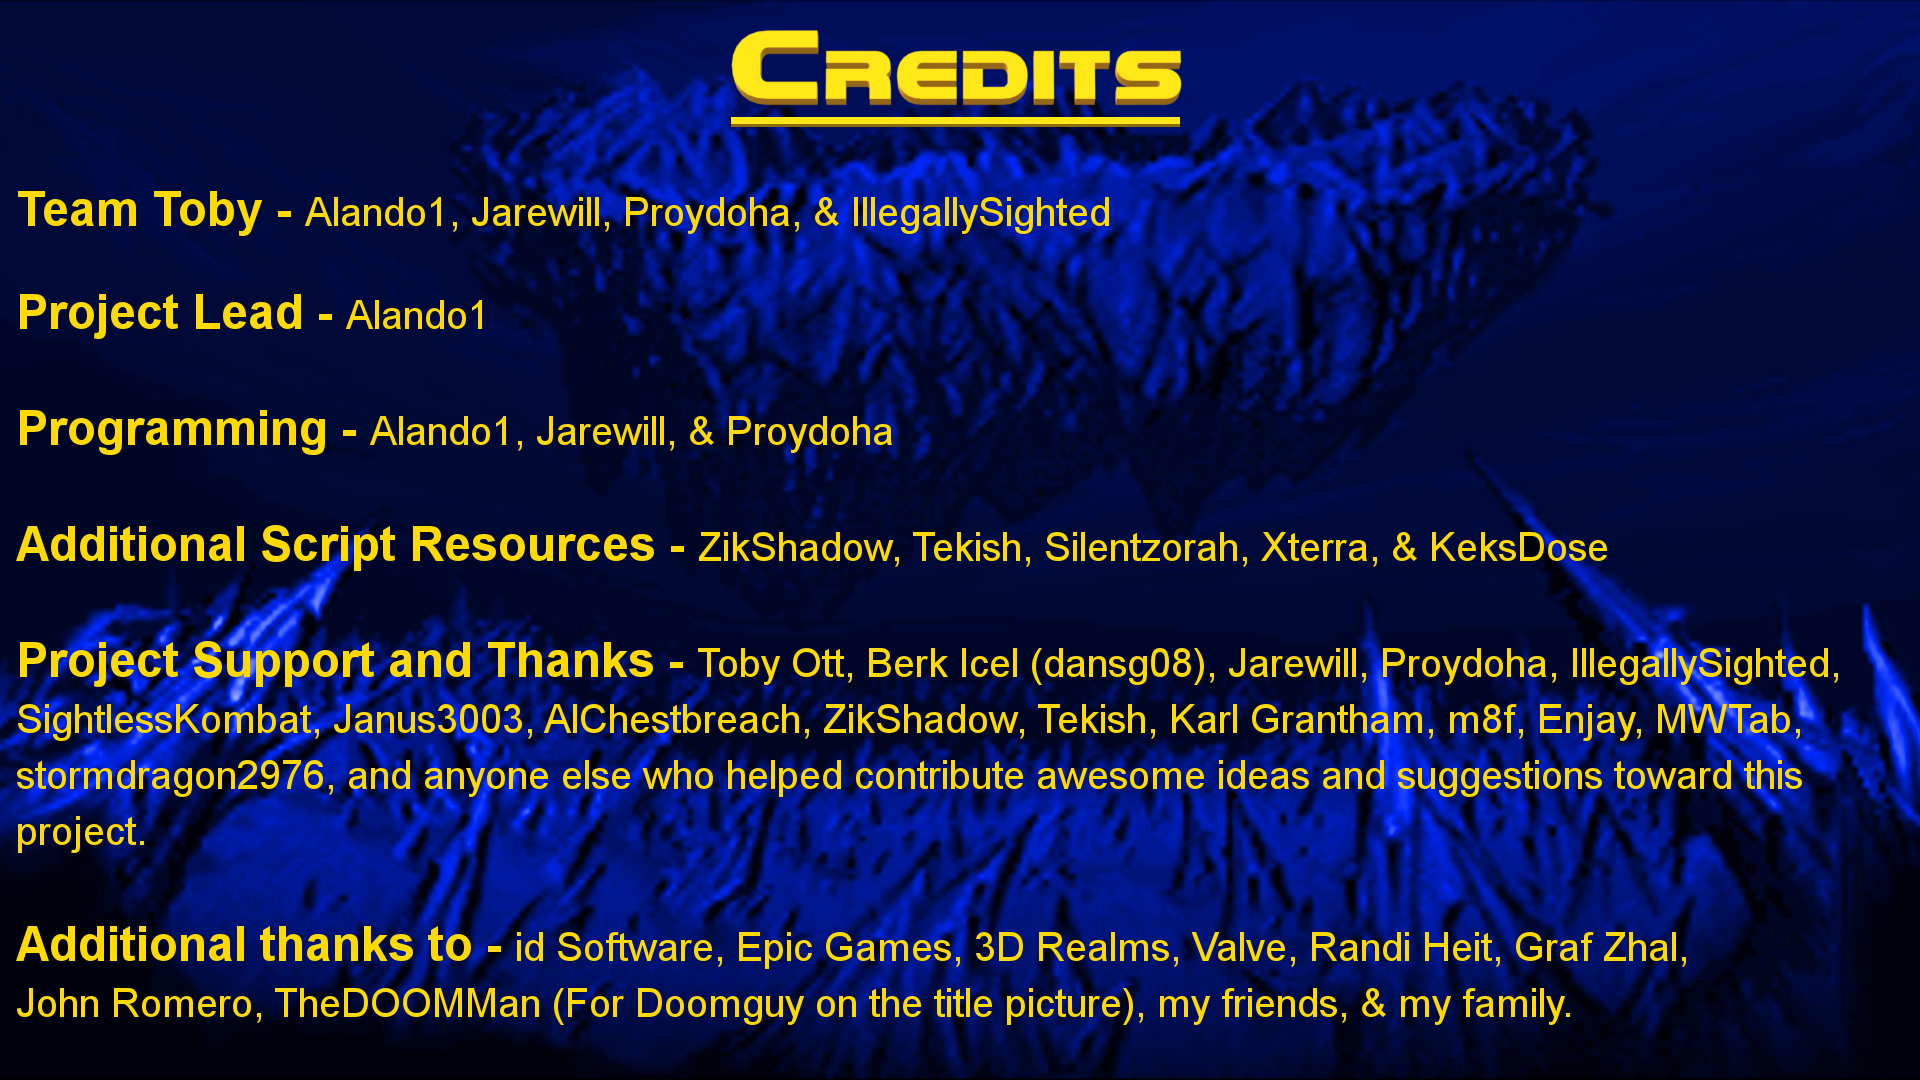 Credits
Team Toby - Alando1, Jarewill, Proydoha, & IllegallySighted
Project Lead - Alando1
Programming - Alando1, Jarewill, & Proydoha
Additional Script Resources - ZikShadow, Tekish, Silentzorah, Xterra, & KeksDose
Project Support and Thanks - Toby Ott, Berk Icel (dansg08), Jarewill, Proydoha, IllegallySighted,
SightlessKombat, Janus3003, AlChestbreach, ZikShadow, Tekish, Karl Grantham, m8f, Enjay, MWTab,
stormdragon2976, and anyone else who helped contribute awesome ideas and suggestions toward this
project.
Additional thanks to - id Software, Epic Games, 3D Realms, Valve, Randi Heit, Graf Zhal,
John Romero, TheDOOMMan (For Doomguy on the title picture), my friends, & my family.